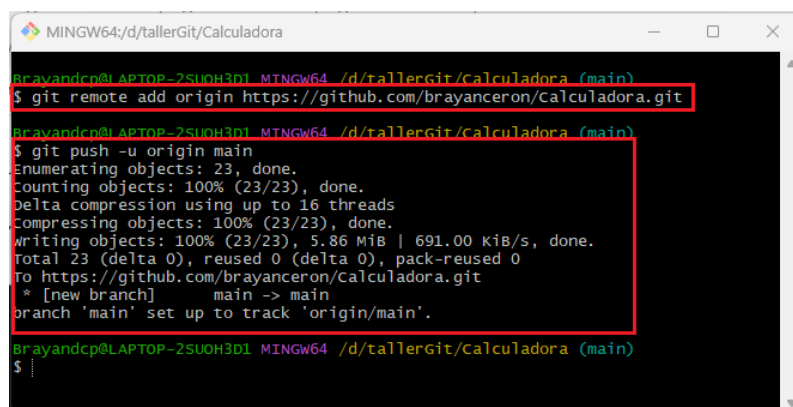 MINGW64:/d/tallerGit/Calculadora
Brayandcp@LAPTOP-2SUOH3D1 MINGW64 /d/tallerGit/Calculadora (main)
$ git remote add origin https://github.com/brayanceron/Calculadora.git
Brayandcp@LAPTOP-2SUOH3D1 MINGW64 /d/tallerGit/Calculadora (main)
$ git push -u origin main
Enumerating objects: 23, done.
Counting objects: 100% (23/23), done.
Delta compression using up to 16 threads
Compressing objects: 100% (23/23), done.
Writing objects: 100% (23/23), 5.86 MiB | 691.00 KiB/s, done.
Total 23 (delta 0), reused 0 (delta 0), pack-reused 0
To https://github.com/brayanceron/Calculadora.git
 * [new branch]      main -> main
branch 'main' set up to track 'origin/main'.
Brayandcp@LAPTOP-2SUOH3D1 MINGW64 /d/tallerGit/Calculadora (main)
$